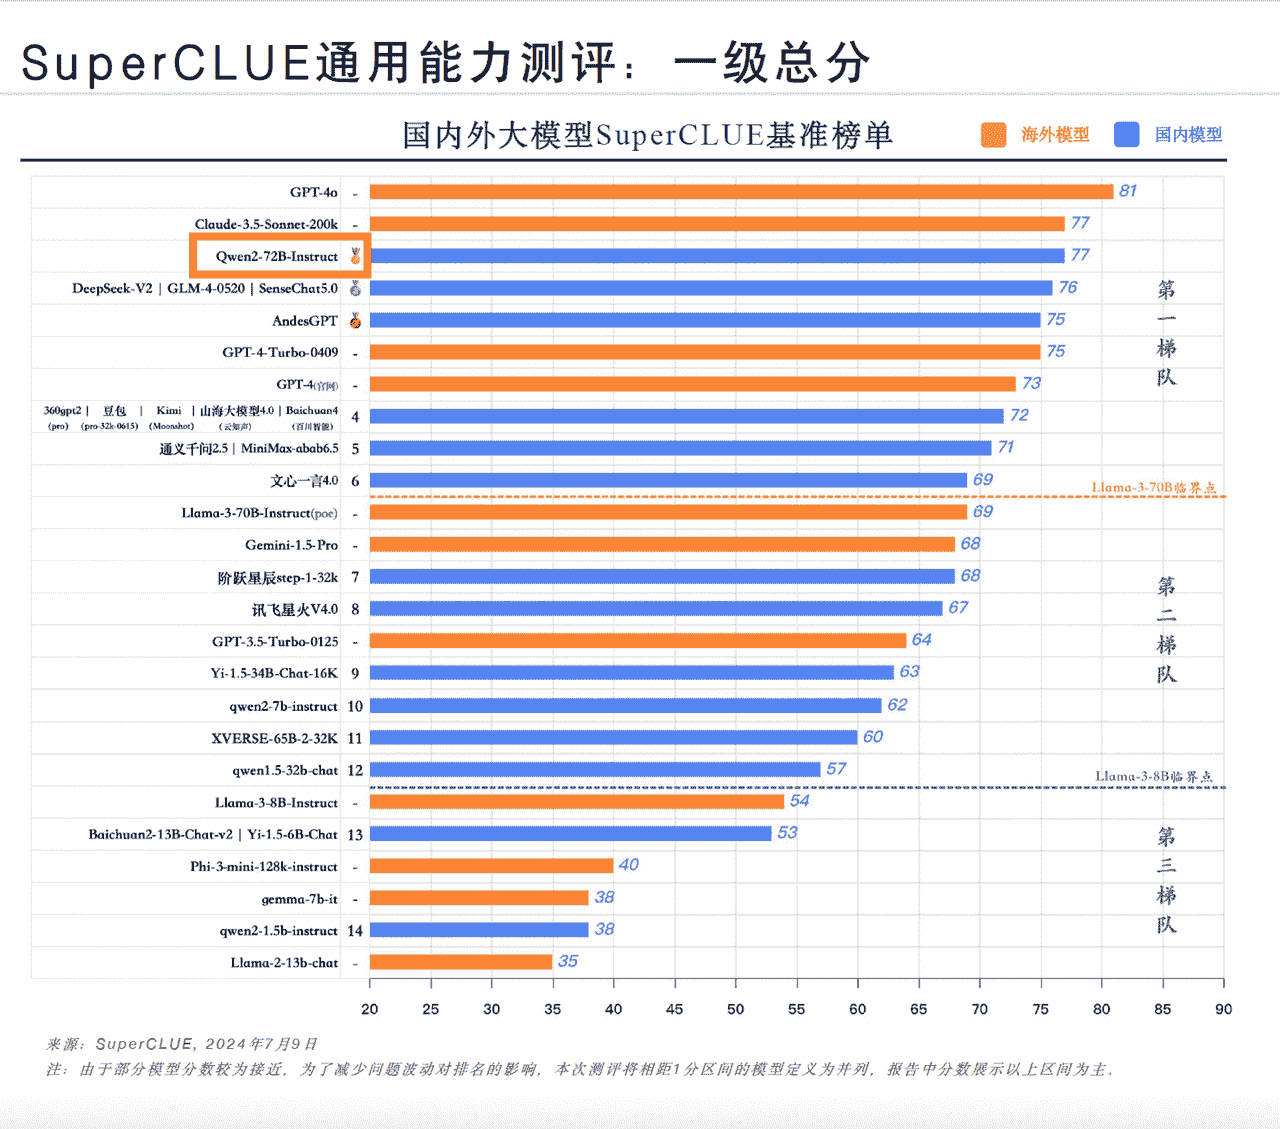 SuperCLUE通用能力测评：一级总分
国内外大模型SuperCLUE基准榜单
海外模型 国内模型
GPT-4o - 81
Claude-3.5-Sonnet-200k - 77
Qwen2-72B-Instruct 77
DeepSeek-V2 | GLM-4-0520 | SenseChat5.0 76
AndesGPT 75
GPT-4-Turbo-0409 - 75
GPT-4(官网) - 73
360gpt2 | 豆包 | Kimi | 山海大模型4.0 | Baichuan4 4 72
(pro) (pro-32k-0615) (Moonshot) (云知声) (百川智能)
通义千问2.5 | MiniMax-abab6.5 5 71
文心一言4.0 6 69
Llama-3-70B临界点
Llama-3-70B-Instruct(poe) - 69
Gemini-1.5-Pro - 68
阶跃星辰step-1-32k 7 68
讯飞星火V4.0 8 67
GPT-3.5-Turbo-0125 - 64
Yi-1.5-34B-Chat-16K 9 63
qwen2-7b-instruct 10 62
XVERSE-65B-2-32K 11 60
qwen1.5-32b-chat 12 57
Llama-3-8B临界点
Llama-3-8B-Instruct - 54
Baichuan2-13B-Chat-v2 | Yi-1.5-6B-Chat 13 53
Phi-3-mini-128k-instruct - 40
gemma-7b-it - 38
qwen2-1.5b-instruct 14 38
Llama-2-13b-chat - 35
第一梯队
第二梯队
第三梯队
20 25 30 35 40 45 50 55 60 65 70 75 80 85 90
来源：SuperCLUE, 2024年7月9日
注：由于部分模型分数较为接近，为了减少问题波动对排名的影响，本次测评将相距1分区间的模型定义为并列，报告中分数展示以上区间为主。